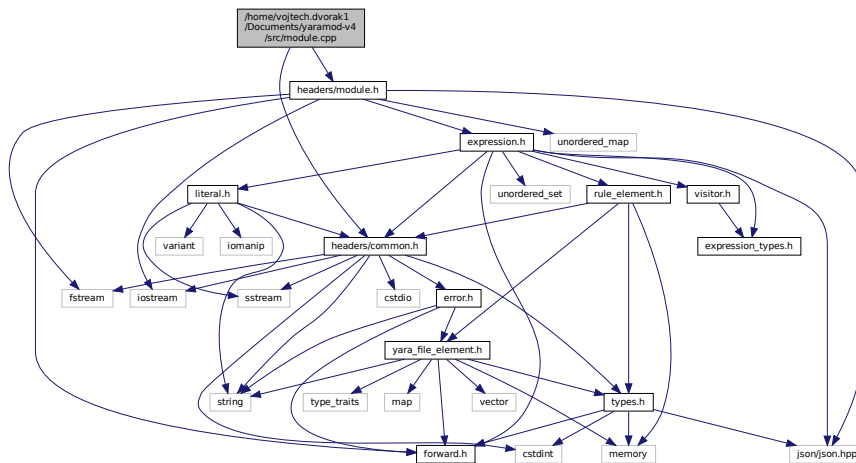 /home/vojtech.dvorak1
/Documents/yaramod-v4
/src/module.cpp
headers/module.h
expression.h
unordered_map
literal.h
unordered_set
rule_element.h
visitor.h
variant
iomanip
headers/common.h
expression_types.h
fstream
iostream
sstream
cstdio
error.h
yara_file_element.h
string
type_traits
map
vector
types.h
forward.h
cstdint
memory
json/json.hpp